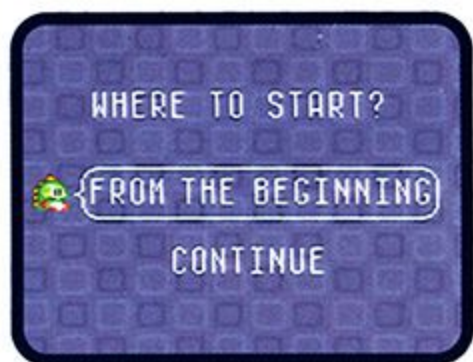 WHERE TO START?
FROM THE BEGINNING
CONTINUE